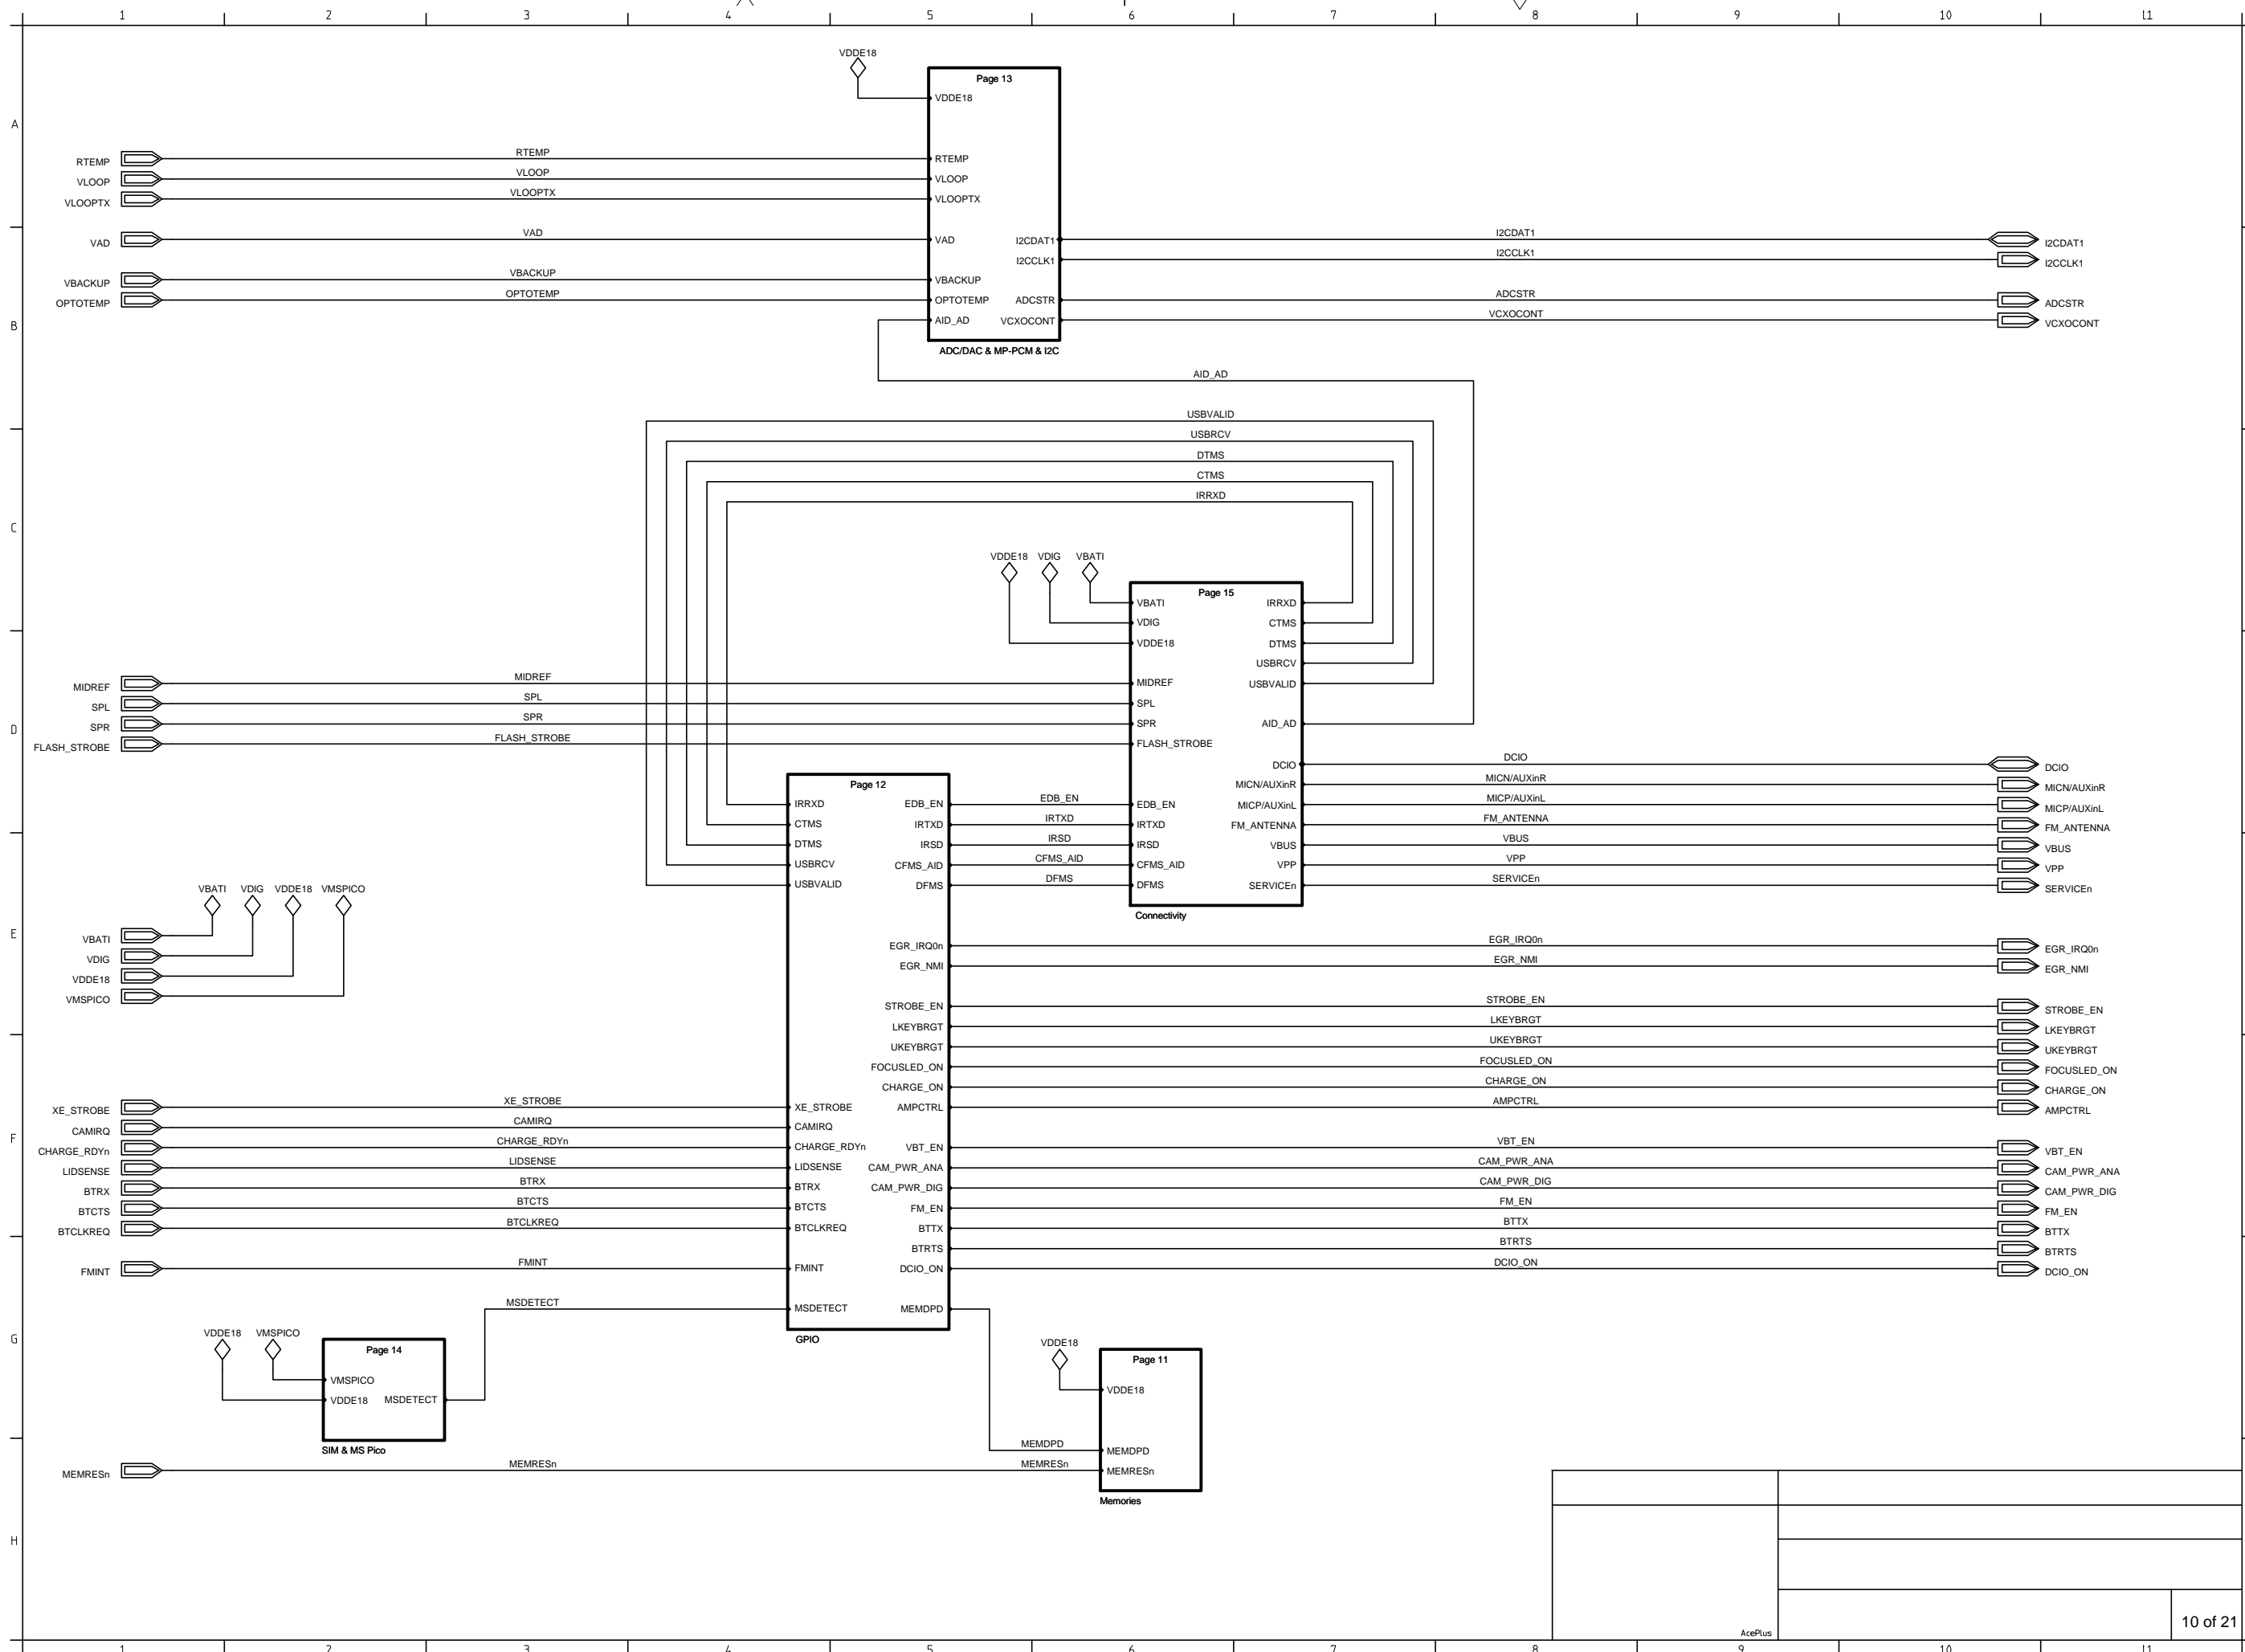 1 2 3 4 5 6 7 8 9 10 11
VDDE18
Page 13
VDDE18
A
RTEMP RTEMP RTEMP
VLOOP VLOOP VLOOP
VLOOPTX VLOOPTX VLOOPTX
VAD VAD VAD I2CDAT1 I2CDAT1 I2CDAT1
I2CCLK1 I2CCLK1 I2CCLK1
VBACKUP VBACKUP VBACKUP
OPTOTEMP OPTOTEMP OPTOTEMP ADCSTR ADCSTR ADCSTR
B AID_AD VCXOCONT VCXOCONT VCXOCONT
ADC/DAC & MP-PCM & I2C
AID_AD
USBVALID
USBRCV
DTMS
CTMS
IRRXD
C
VDDE18 VDIG VBATI
Page 15
VBATI IRRXD
VDIG CTMS
VDDE18 DTMS
USBRCV
MIDREF MIDREF MIDREF USBVALID
SPL SPL SPL
D SPR SPR SPR AID_AD
FLASH_STROBE FLASH_STROBE FLASH_STROBE
DCIO DCIO DCIO
Page 12 MICN/AUXinR MICN/AUXinR MICN/AUXinR
IRRXD EDB_EN EDB_EN EDB_EN MICP/AUXinL MICP/AUXinL MICP/AUXinL
CTMS IRTXD IRTXD IRTXD FM_ANTENNA FM_ANTENNA FM_ANTENNA
DTMS IRSD IRSD IRSD VBUS VBUS VBUS
USBRCV CFMS_AID CFMS_AID CFMS_AID VPP VPP VPP
USBVALID DFMS DFMS DFMS SERVICEn SERVICEn SERVICEn
Connectivity
VBATI VDIG VDDE18 VMSPICO
E
VBATI
VDIG
VDDE18
VMSPICO
EGR_IRQ0n EGR_IRQ0n EGR_IRQ0n
EGR_NMI EGR_NMI EGR_NMI
STROBE_EN STROBE_EN STROBE_EN
LKEYBRGT LKEYBRGT LKEYBRGT
UKEYBRGT UKEYBRGT UKEYBRGT
FOCUSLED_ON FOCUSLED_ON FOCUSLED_ON
CHARGE_ON CHARGE_ON CHARGE_ON
XE_STROBE XE_STROBE XE_STROBE AMPCTRL AMPCTRL AMPCTRL
CAMIRQ CAMIRQ CAMIRQ
F CHARGE_RDYn CHARGE_RDYn CHARGE_RDYn VBT_EN VBT_EN VBT_EN
LIDSENSE LIDSENSE LIDSENSE CAM_PWR_ANA CAM_PWR_ANA CAM_PWR_ANA
BTRX BTRX BTRX CAM_PWR_DIG CAM_PWR_DIG CAM_PWR_DIG
BTCTS BTCTS BTCTS FM_EN FM_EN FM_EN
BTCLKREQ BTCLKREQ BTCLKREQ BTTX BTTX BTTX
BTRTS BTRTS BTRTS
FMINT FMINT FMINT DCIO_ON DCIO_ON DCIO_ON
MSDETECT MSDETECT MEMDPD
GPIO
G VDDE18 VMSPICO VDDE18
Page 14 Page 11
VMSPICO
VDDE18 MSDETECT VDDE18
SIM & MS Pico
MEMDPD MEMDPD
MEMRESn MEMRESn MEMRESn MEMRESn
Memories
H
10 of 21
AcePlus
1 2 3 4 5 6 7 8 9 10 11